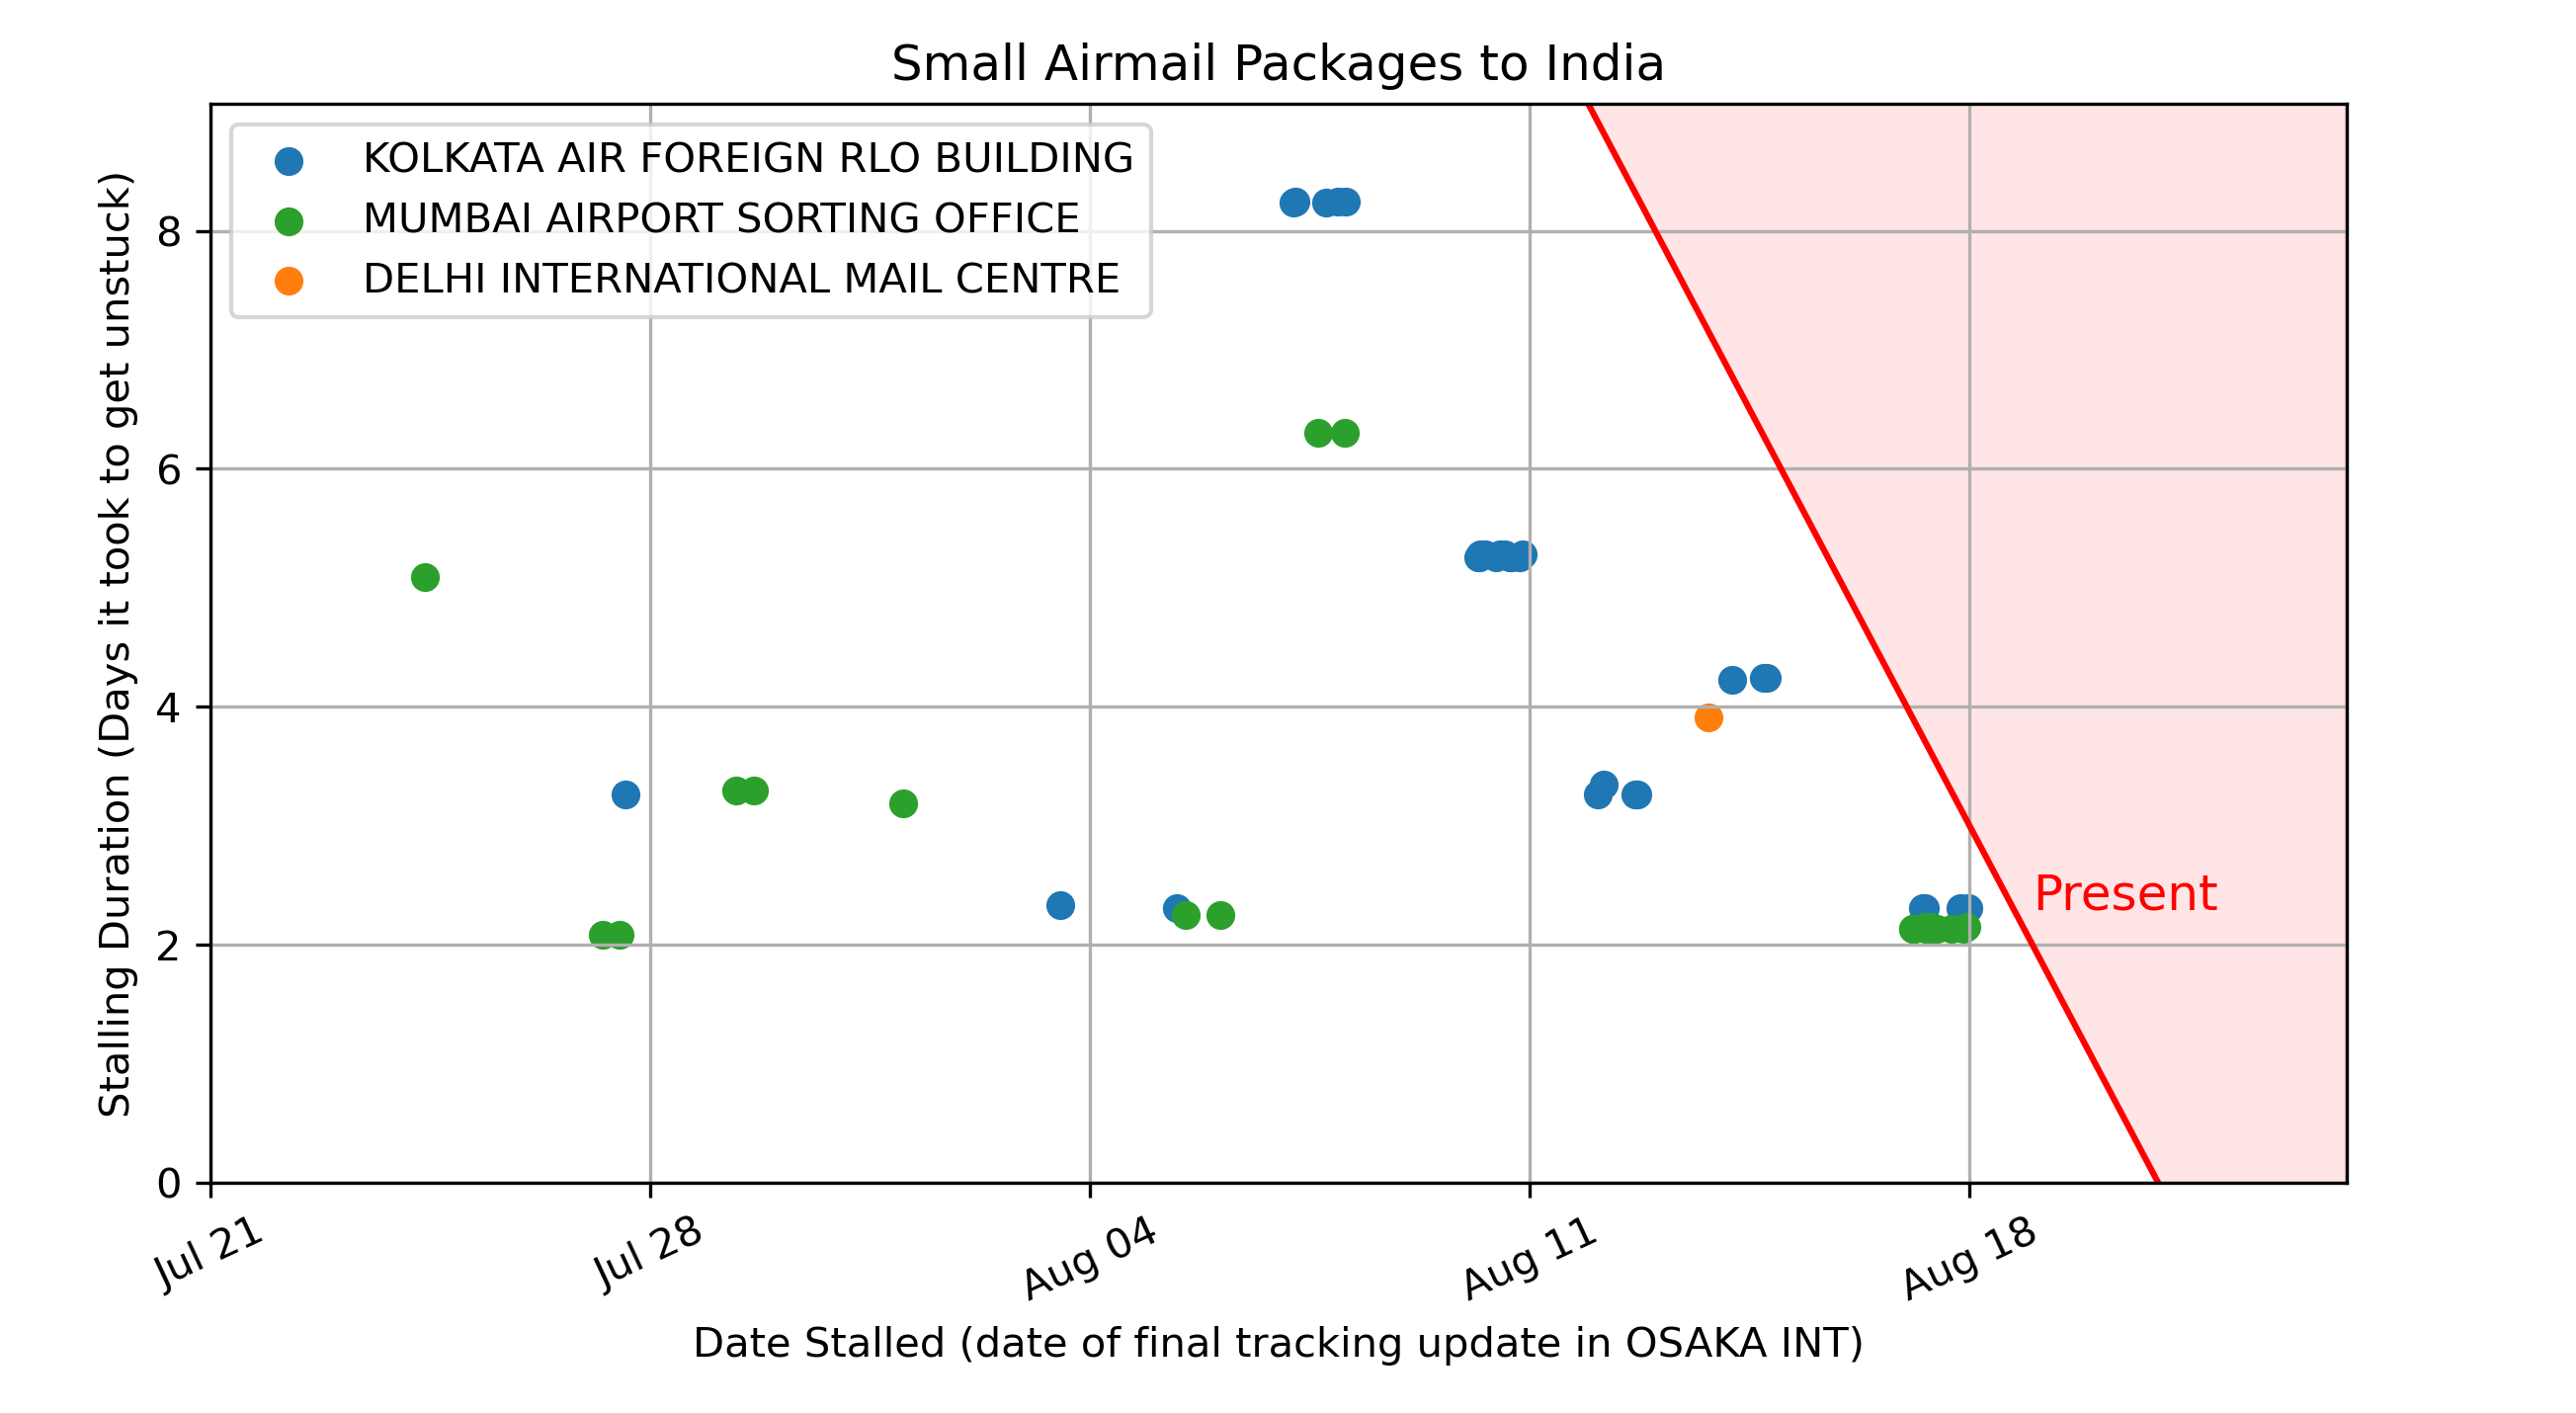 Small Airmail Packages to India
KOLKATA AIR FOREIGN RLO BUILDING
MUMBAI AIRPORT SORTING OFFICE
DELHI INTERNATIONAL MAIL CENTRE
Stalling Duration (Days it took to get unstuck)
8
6
4
2
0
Present
Jul 21
Jul 28
Aug 04
Aug 11
Aug 18
Date Stalled (date of final tracking update in OSAKA INT)